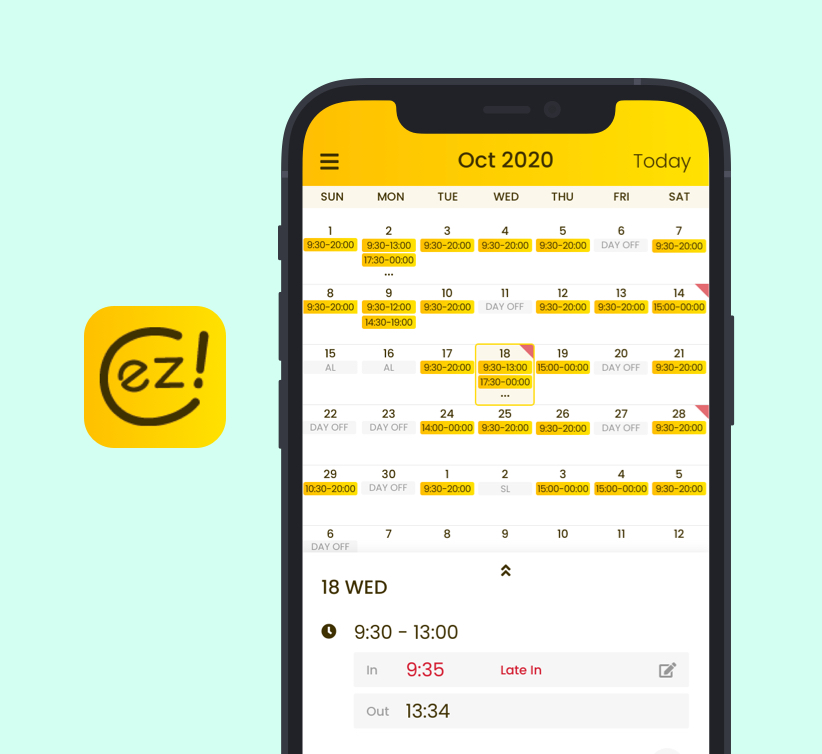 Oct 2020 Today
SUN MON TUE WED THU FRI SAT
1 2 3 4 5 6 7
9:30-20:00 9:30-13:00 9:30-20:00 9:30-20:00 9:30-20:00 DAY OFF 9:30-20:00
17:30-00:00
...
8 9 10 11 12 13 14
9:30-20:00 9:30-12:00 9:30-20:00 DAY OFF 9:30-20:00 9:30-20:00 15:00-00:00
14:30-19:00
15 16 17 18 19 20 21
AL AL 9:30-20:00 9:30-13:00 15:00-00:00 DAY OFF 9:30-20:00
17:30-00:00
...
ez!
22 23 24 25 26 27 28
DAY OFF DAY OFF 14:00-00:00 9:30-20:00 9:30-20:00 DAY OFF 9:30-20:00
29 30 1 2 3 4 5
10:30-20:00 DAY OFF 9:30-20:00 SL 15:00-00:00 15:00-00:00 9:30-20:00
6 7 8 9 10 11 12
DAY OFF
18 WED
9:30 - 13:00
In 9:35 Late In
Out 13:34